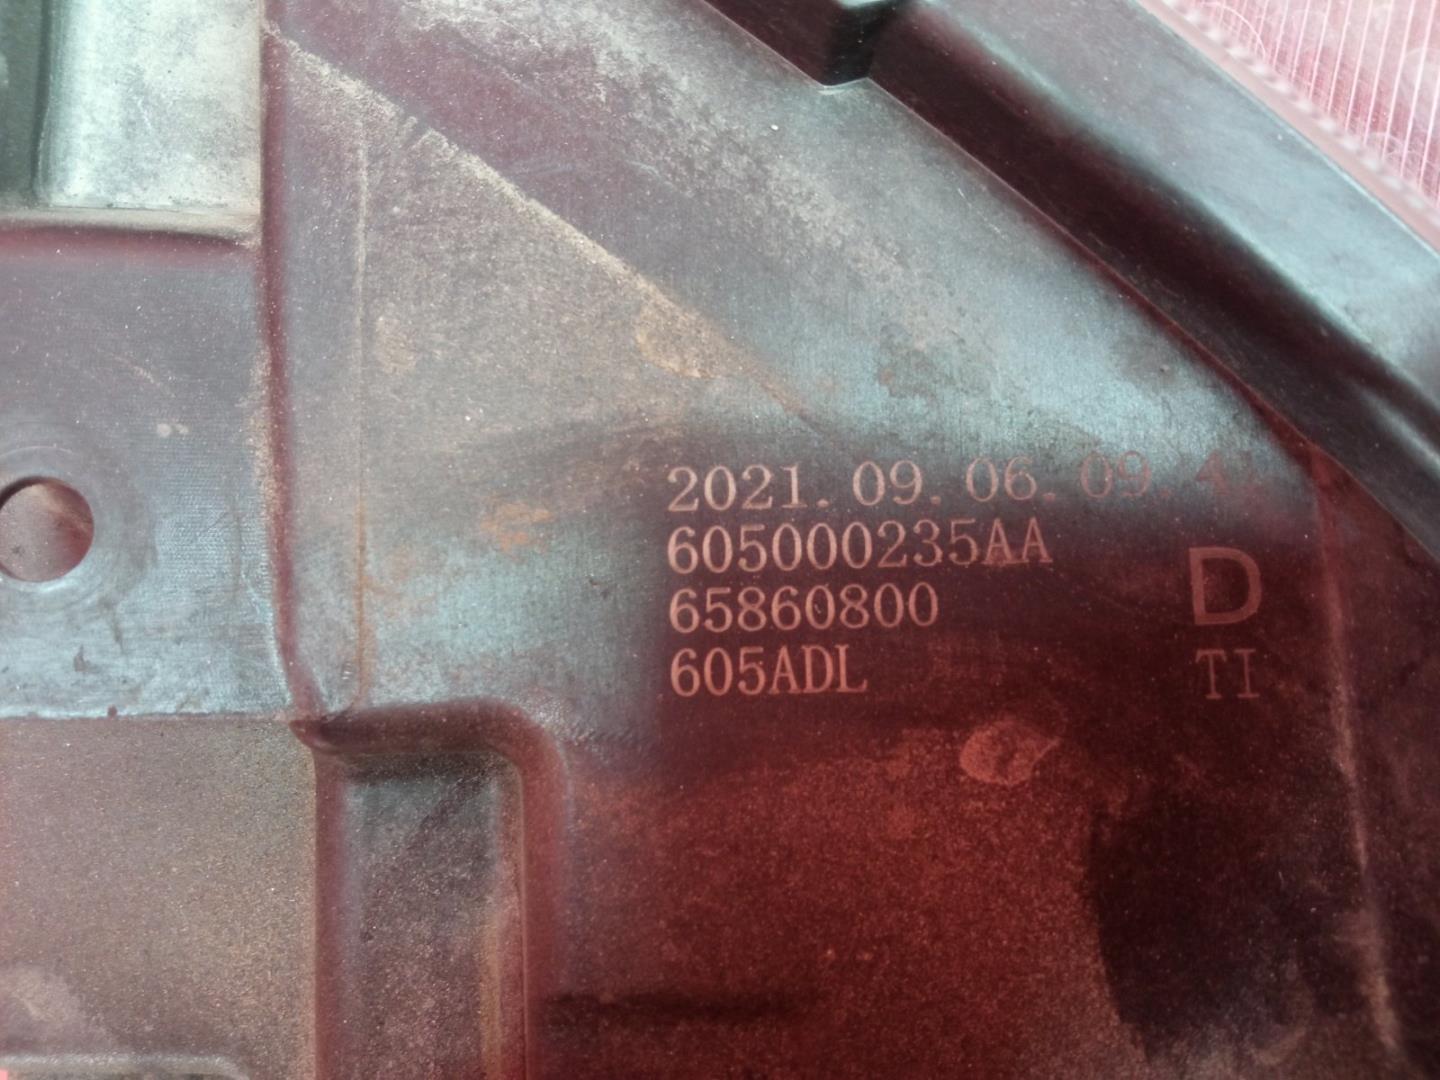 2021. 09. 06. 09.
605000235AA
65860800
605ADL
D
TI